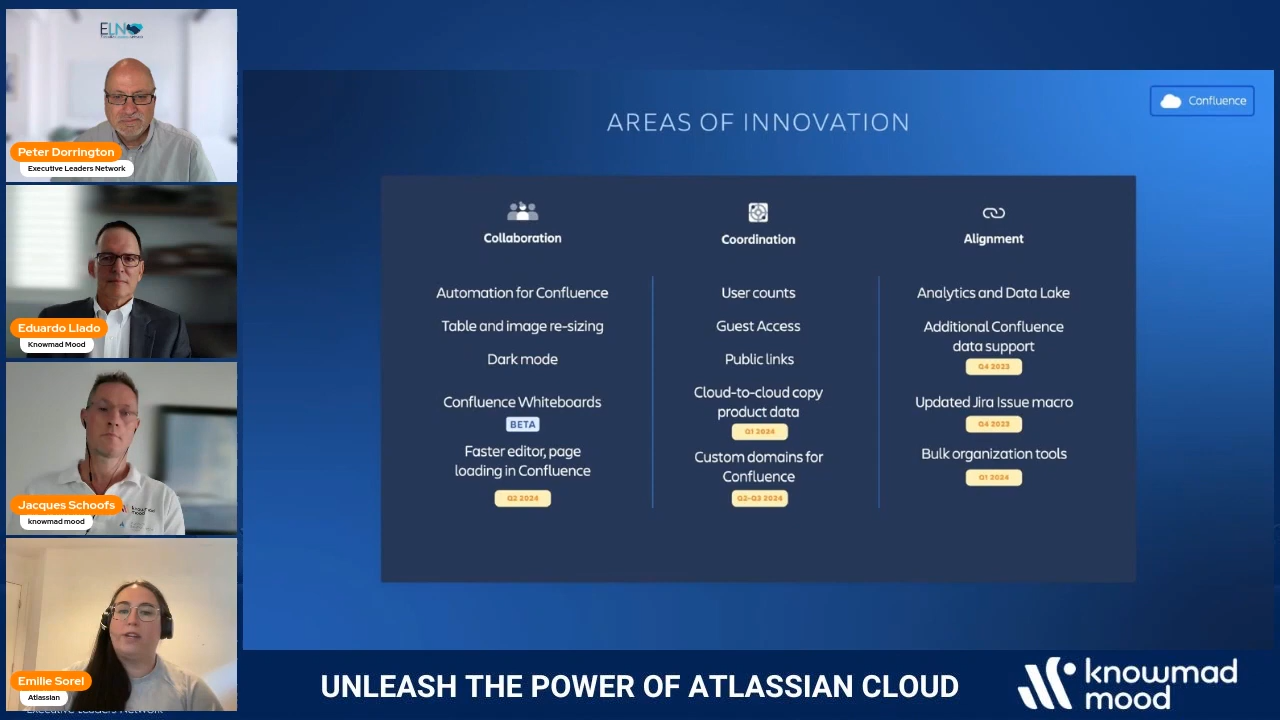 ELN
Peter Dorrington
Executive Leaders Network
Eduardo Llado
Knowmad Mood
Jacques Schoofs
knowmad mood
knowmad
mood
Emilie Sorel
Atlassian
Executive Leaders Network
Confluence
AREAS OF INNOVATION
Collaboration
Automation for Confluence
Table and image re-sizing
Dark mode
Confluence Whiteboards
BETA
Faster editor, page
loading in Confluence
Q2 2024
Coordination
User counts
Guest Access
Public links
Cloud-to-cloud copy
product data
Q1 2024
Custom domains for
Confluence
Q2-Q3 2024
Alignment
Analytics and Data Lake
Additional Confluence
data support
Q4 2023
Updated Jira Issue macro
Q4 2023
Bulk organization tools
Q1 2024
UNLEASH THE POWER OF ATLASSIAN CLOUD
knowmad
mood